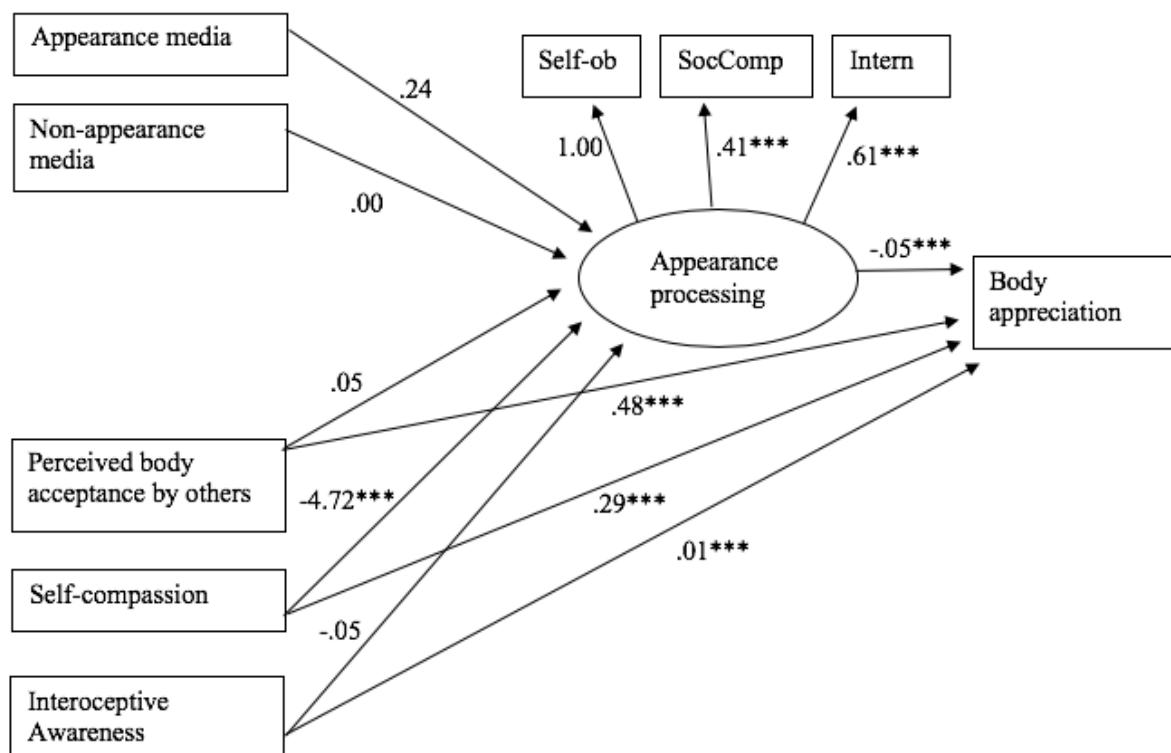 Appearance media
Self-ob
SocComp
Intern
.24
Non-appearance
media
1.00
.41***
.61***
.00
Appearance
processing
-.05***
Body
appreciation
.05
.48***
Perceived body
acceptance by others
-4.72***
.29***
.01***
Self-compassion
-.05
Interoceptive
Awareness